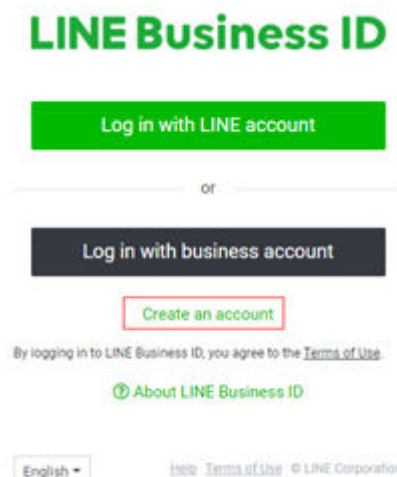 LINE Business ID
Log in with LINE account
or
Log in with business account
Create an account
By logging in to LINE Business ID, you agree to the Terms of Use.
? About LINE Business ID
English Help Terms of Use © LINE Corporation